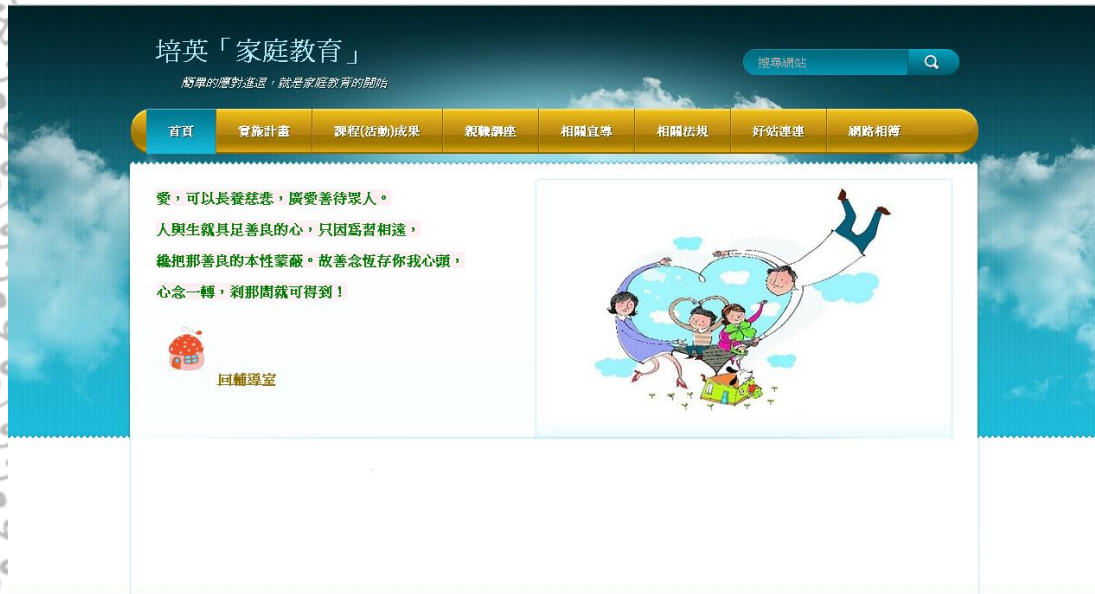 培英「家庭教育」
簡單的應對進退，就是家庭教育的開始
搜尋網站
首頁 實施計畫 課程(活動)成果 親職講座 相關宣導 相關法規 好站連連 網路相簿
愛，可以長養慈悲，廣愛善待眾人。
人與生就具足善良的心，只因為習相遠，
纔把那善良的本性蒙蔽。故善念恆存你我心頭，
心念一轉，剎那間就可得到！
回輔導室